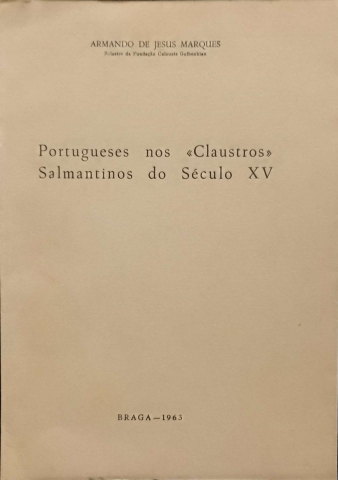 ARMANDO DE JESUS MARQUES
Bolseiro da Fundação Calouste Gulbenkian
Portugueses nos «Claustros»
Salmantinos do Século XV
BRAGA — 1963